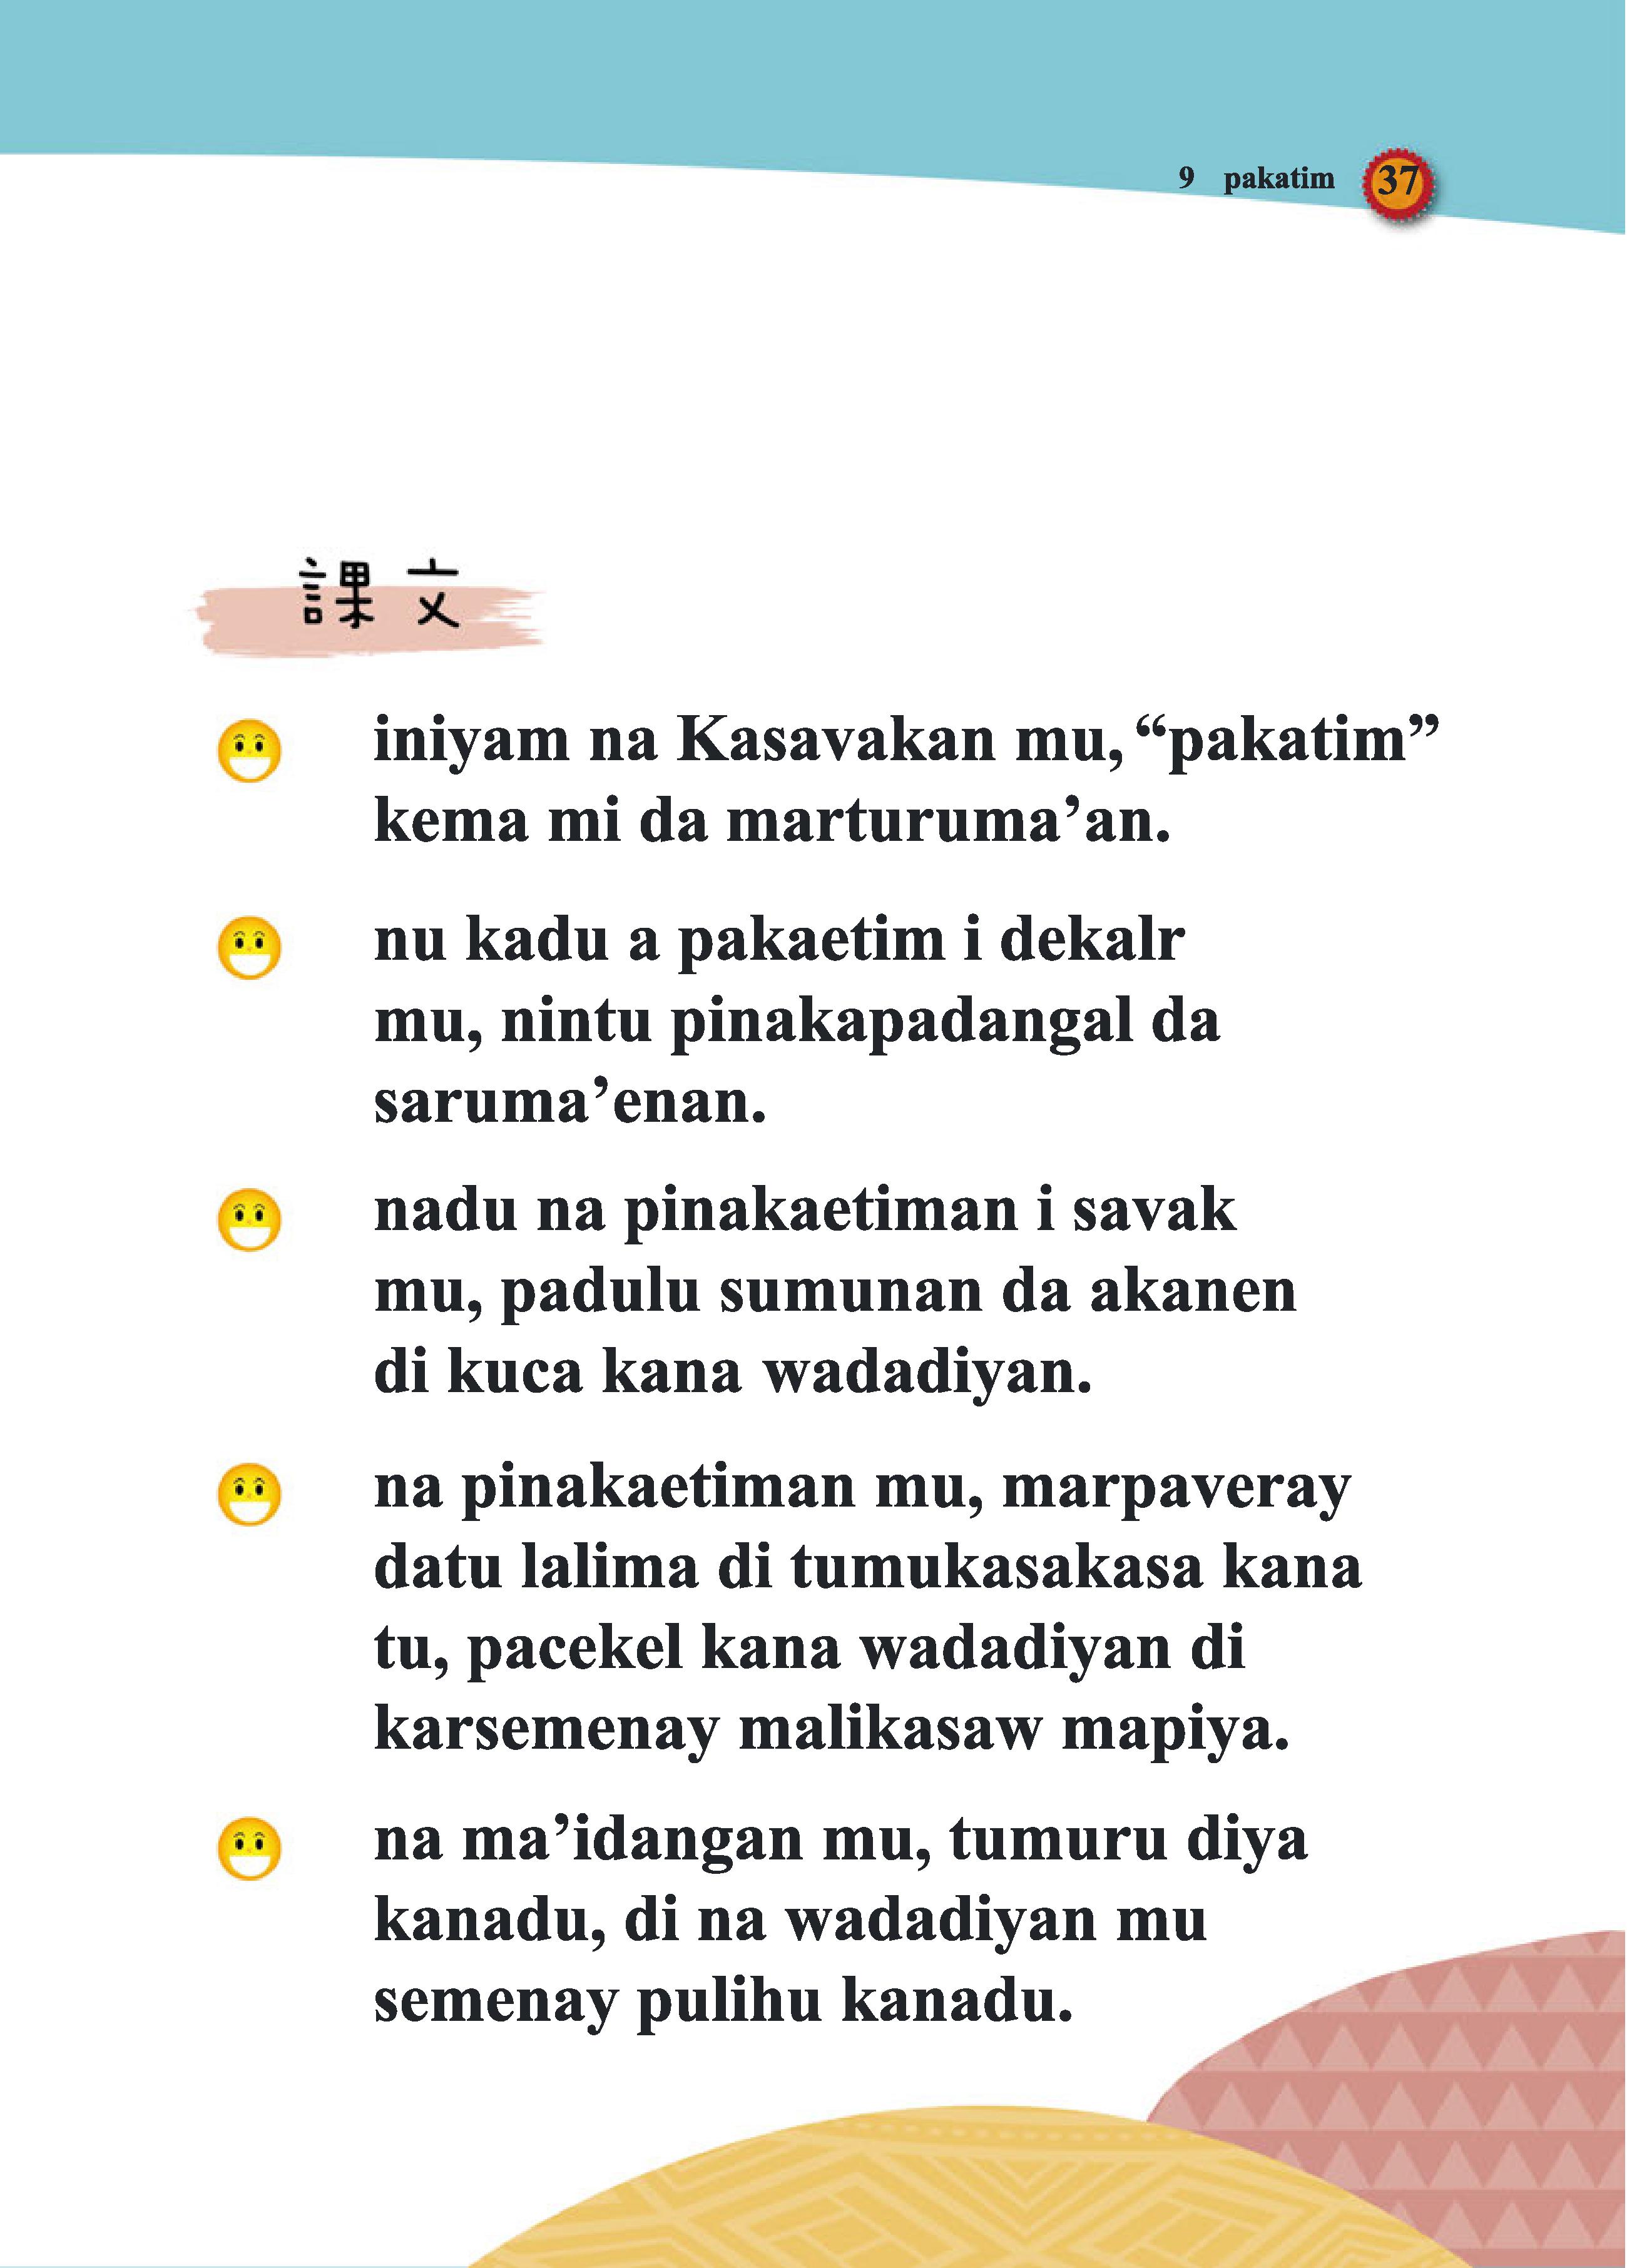 9 pakatim 37
課文
iniyam na Kasavakan mu, “pakatim”
kema mi da marturuma’an.
nu kadu a pakaetim i dekalr
mu, nintu pinakapadangal da
saruma’enan.
nadu na pinakaetiman i savak
mu, padulu sumunan da akanen
di kuca kana wadadiyan.
na pinakaetiman mu, marpaveray
datu lalima di tumukasakasa kana
tu, pacekel kana wadadiyan di
karsemenay malikasaw mapiya.
na ma’idangan mu, tumuru diya
kanadu, di na wadadiyan mu
semenay pulihu kanadu.